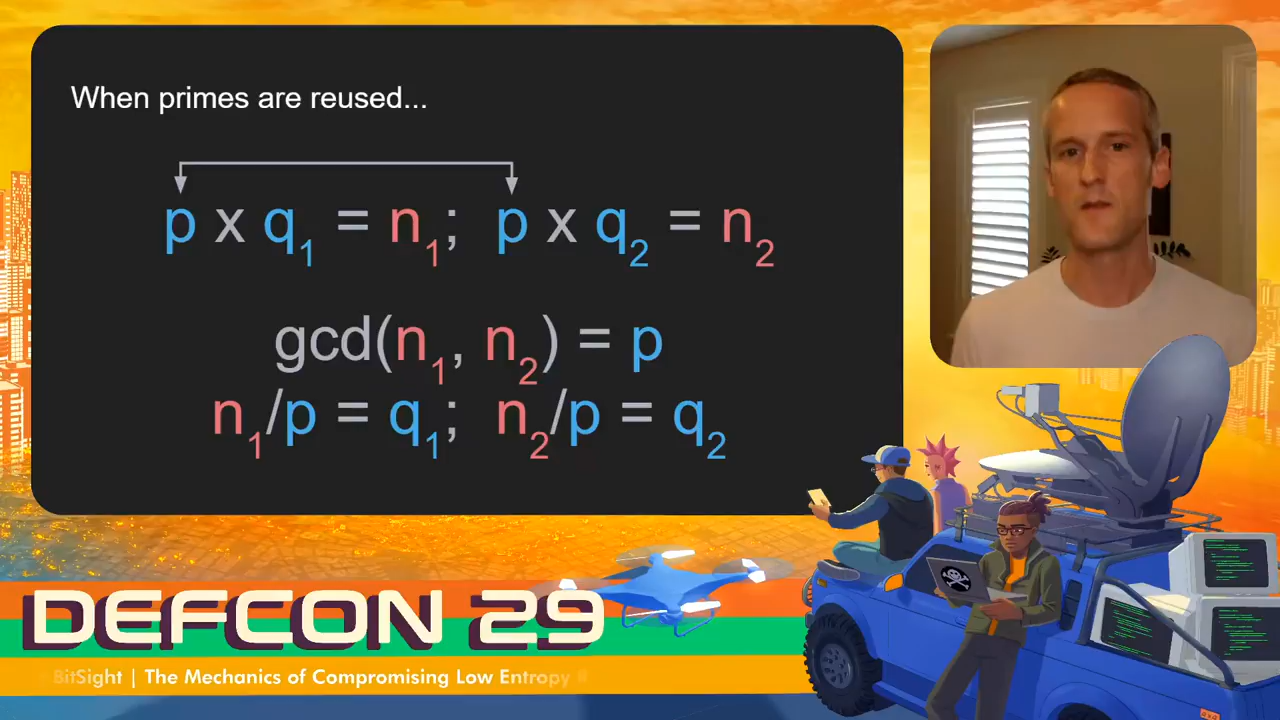 When primes are reused...
p x q₁ = n₁; p x q₂ = n₂
gcd(n₁, n₂) = p
n₁/p = q₁; n₂/p = q₂
DEFCON 29
BitSight | The Mechanics of Compromising Low Entropy